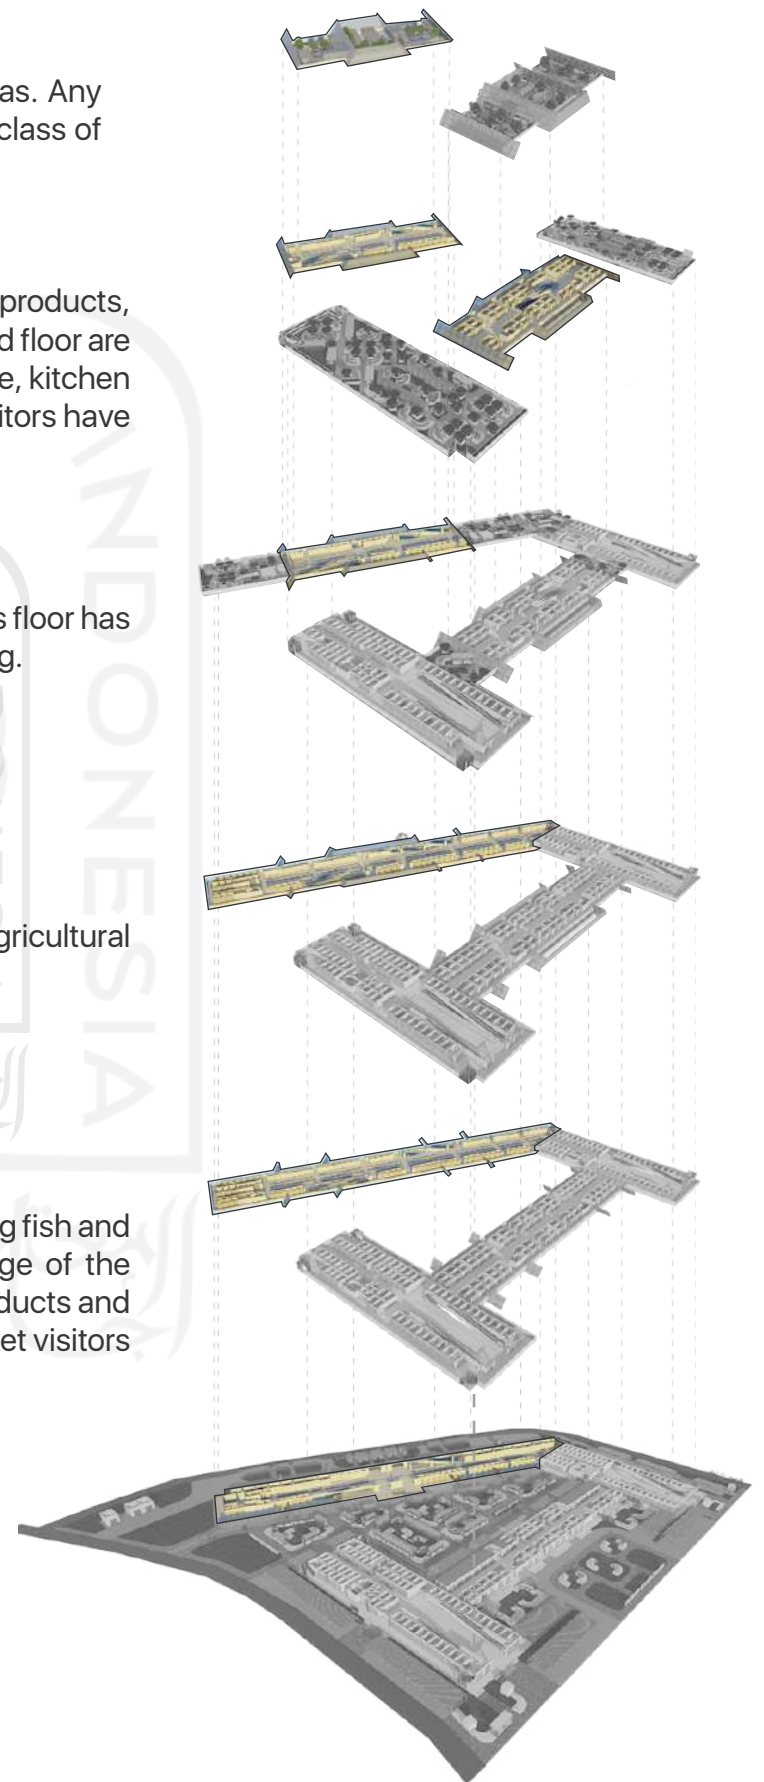 as. Any
class of
products,
d floor are
e, kitchen
itors have
s floor has
g.
gricultural
g fish and
ge of the
ducts and
et visitors
INDONESIA